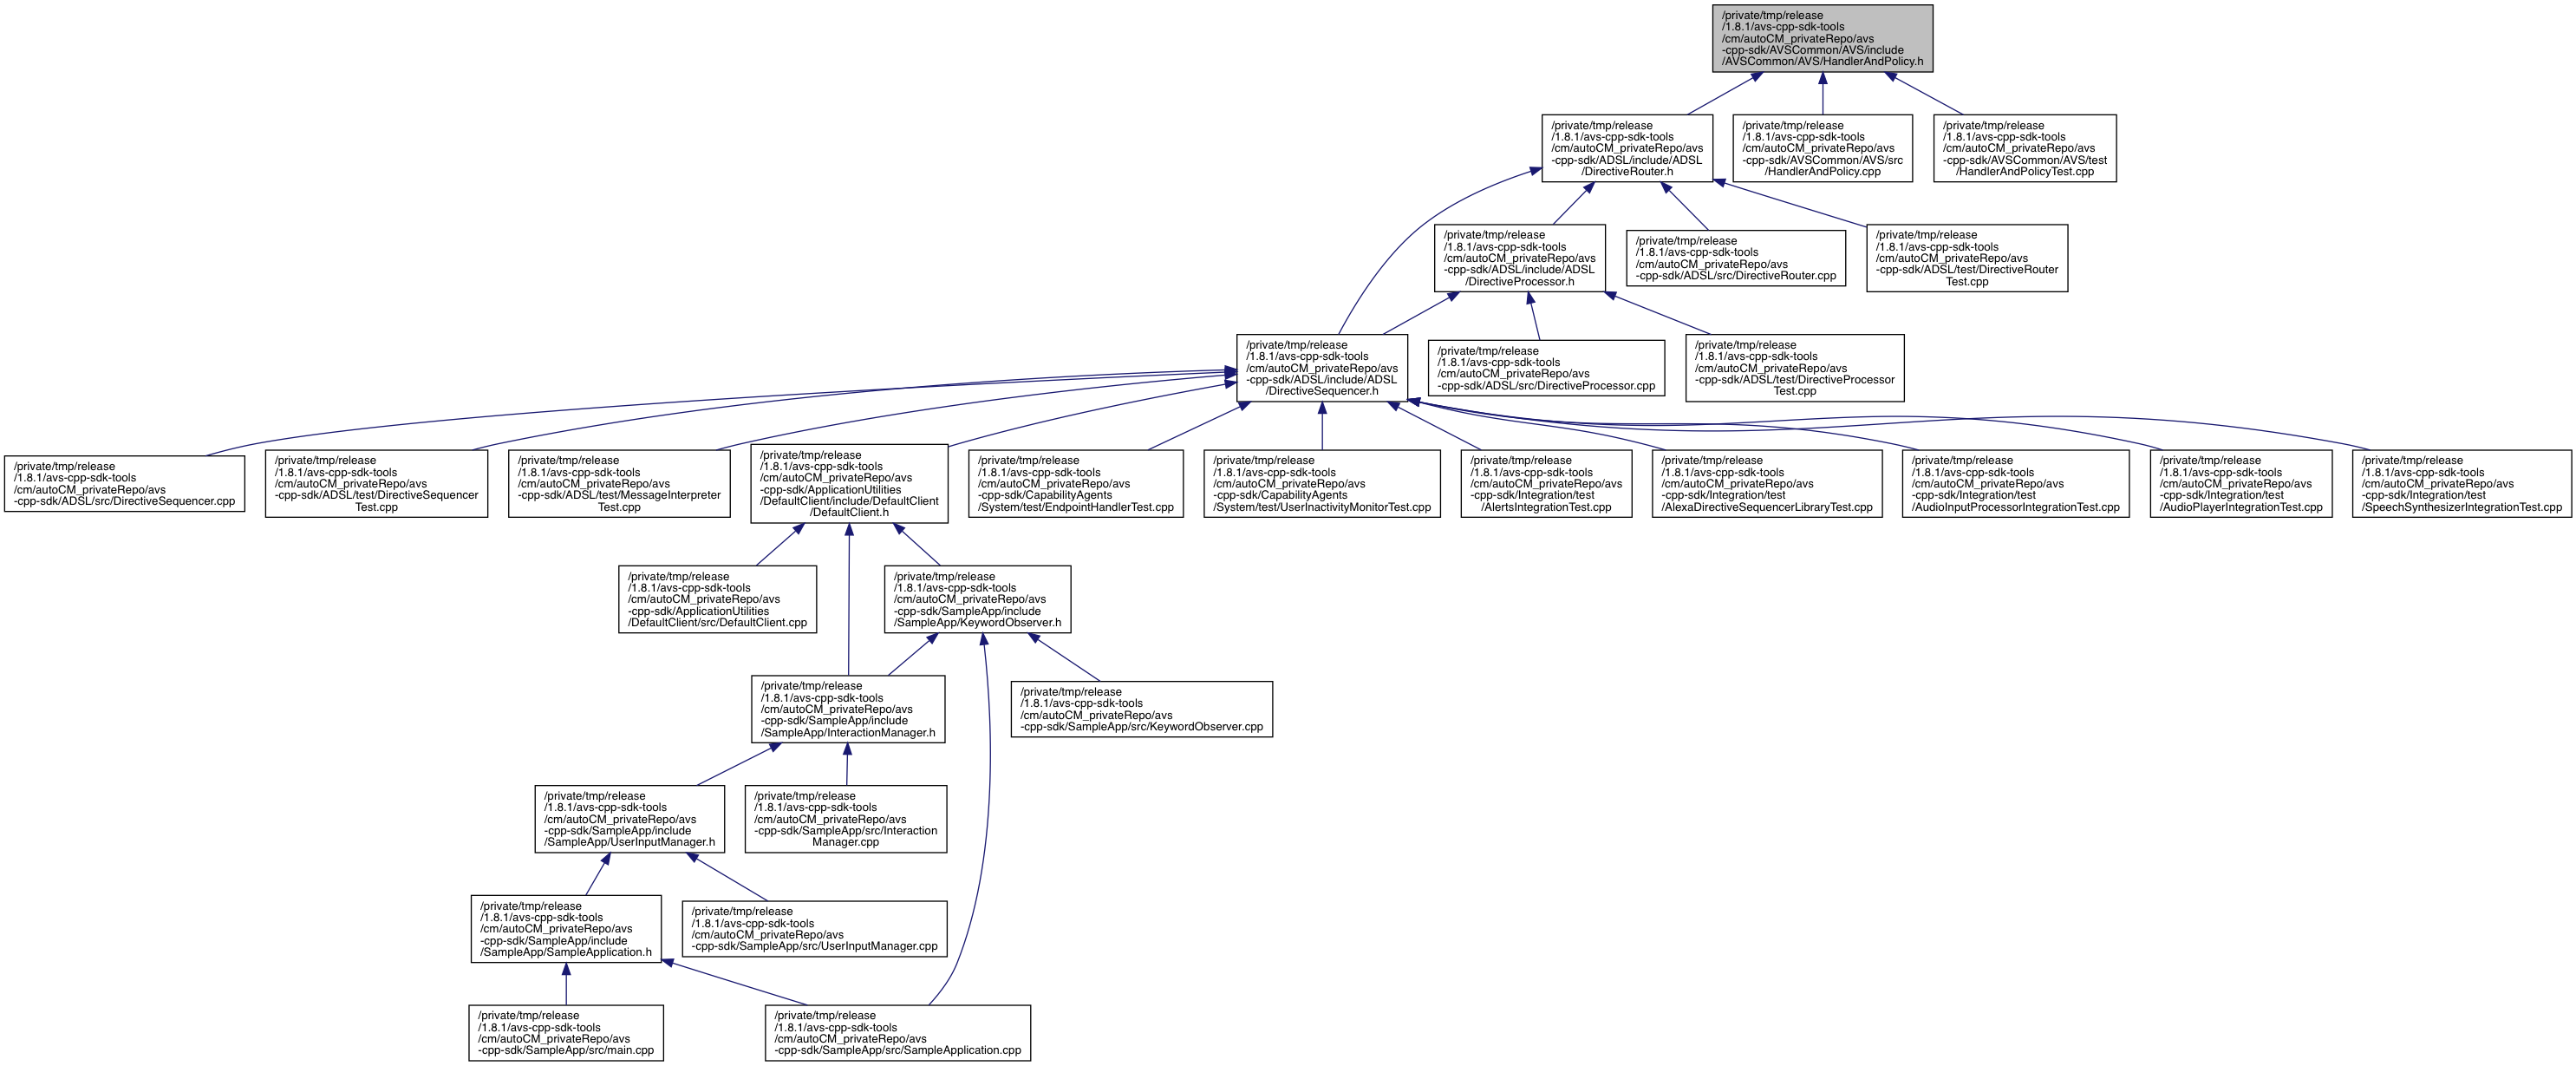 /private/tmp/release
/1.8.1/avs-cpp-sdk-tools
/cm/autoCM_privateRepo/avs
-cpp-sdk/AVSCommon/AVS/include
/AVSCommon/AVS/HandlerAndPolicy.h
/private/tmp/release
/1.8.1/avs-cpp-sdk-tools
/cm/autoCM_privateRepo/avs
-cpp-sdk/ADSL/include/ADSL
/DirectiveRouter.h
/private/tmp/release
/1.8.1/avs-cpp-sdk-tools
/cm/autoCM_privateRepo/avs
-cpp-sdk/AVSCommon/AVS/src
/HandlerAndPolicy.cpp
/private/tmp/release
/1.8.1/avs-cpp-sdk-tools
/cm/autoCM_privateRepo/avs
-cpp-sdk/AVSCommon/AVS/test
/HandlerAndPolicyTest.cpp
/private/tmp/release
/1.8.1/avs-cpp-sdk-tools
/cm/autoCM_privateRepo/avs
-cpp-sdk/ADSL/include/ADSL
/DirectiveProcessor.h
/private/tmp/release
/1.8.1/avs-cpp-sdk-tools
/cm/autoCM_privateRepo/avs
-cpp-sdk/ADSL/src/DirectiveRouter.cpp
/private/tmp/release
/1.8.1/avs-cpp-sdk-tools
/cm/autoCM_privateRepo/avs
-cpp-sdk/ADSL/test/DirectiveRouter
Test.cpp
/private/tmp/release
/1.8.1/avs-cpp-sdk-tools
/cm/autoCM_privateRepo/avs
-cpp-sdk/ADSL/include/ADSL
/DirectiveSequencer.h
/private/tmp/release
/1.8.1/avs-cpp-sdk-tools
/cm/autoCM_privateRepo/avs
-cpp-sdk/ADSL/src/DirectiveProcessor.cpp
/private/tmp/release
/1.8.1/avs-cpp-sdk-tools
/cm/autoCM_privateRepo/avs
-cpp-sdk/ADSL/test/DirectiveProcessor
Test.cpp
/private/tmp/release
/1.8.1/avs-cpp-sdk-tools
/cm/autoCM_privateRepo/avs
-cpp-sdk/ADSL/src/DirectiveSequencer.cpp
/private/tmp/release
/1.8.1/avs-cpp-sdk-tools
/cm/autoCM_privateRepo/avs
-cpp-sdk/ADSL/test/DirectiveSequencer
Test.cpp
/private/tmp/release
/1.8.1/avs-cpp-sdk-tools
/cm/autoCM_privateRepo/avs
-cpp-sdk/ADSL/test/MessageInterpreter
Test.cpp
/private/tmp/release
/1.8.1/avs-cpp-sdk-tools
/cm/autoCM_privateRepo/avs
-cpp-sdk/ApplicationUtilities
/DefaultClient/include/DefaultClient
/DefaultClient.h
/private/tmp/release
/1.8.1/avs-cpp-sdk-tools
/cm/autoCM_privateRepo/avs
-cpp-sdk/CapabilityAgents
/System/test/EndpointHandlerTest.cpp
/private/tmp/release
/1.8.1/avs-cpp-sdk-tools
/cm/autoCM_privateRepo/avs
-cpp-sdk/CapabilityAgents
/System/test/UserInactivityMonitorTest.cpp
/private/tmp/release
/1.8.1/avs-cpp-sdk-tools
/cm/autoCM_privateRepo/avs
-cpp-sdk/Integration/test
/AlertsIntegrationTest.cpp
/private/tmp/release
/1.8.1/avs-cpp-sdk-tools
/cm/autoCM_privateRepo/avs
-cpp-sdk/Integration/test
/AlexaDirectiveSequencerLibraryTest.cpp
/private/tmp/release
/1.8.1/avs-cpp-sdk-tools
/cm/autoCM_privateRepo/avs
-cpp-sdk/Integration/test
/AudioInputProcessorIntegrationTest.cpp
/private/tmp/release
/1.8.1/avs-cpp-sdk-tools
/cm/autoCM_privateRepo/avs
-cpp-sdk/Integration/test
/AudioPlayerIntegrationTest.cpp
/private/tmp/release
/1.8.1/avs-cpp-sdk-tools
/cm/autoCM_privateRepo/avs
-cpp-sdk/Integration/test
/SpeechSynthesizerIntegrationTest.cpp
/private/tmp/release
/1.8.1/avs-cpp-sdk-tools
/cm/autoCM_privateRepo/avs
-cpp-sdk/ApplicationUtilities
/DefaultClient/src/DefaultClient.cpp
/private/tmp/release
/1.8.1/avs-cpp-sdk-tools
/cm/autoCM_privateRepo/avs
-cpp-sdk/SampleApp/include
/SampleApp/KeywordObserver.h
/private/tmp/release
/1.8.1/avs-cpp-sdk-tools
/cm/autoCM_privateRepo/avs
-cpp-sdk/SampleApp/include
/SampleApp/InteractionManager.h
/private/tmp/release
/1.8.1/avs-cpp-sdk-tools
/cm/autoCM_privateRepo/avs
-cpp-sdk/SampleApp/src/KeywordObserver.cpp
/private/tmp/release
/1.8.1/avs-cpp-sdk-tools
/cm/autoCM_privateRepo/avs
-cpp-sdk/SampleApp/include
/SampleApp/UserInputManager.h
/private/tmp/release
/1.8.1/avs-cpp-sdk-tools
/cm/autoCM_privateRepo/avs
-cpp-sdk/SampleApp/src/Interaction
Manager.cpp
/private/tmp/release
/1.8.1/avs-cpp-sdk-tools
/cm/autoCM_privateRepo/avs
-cpp-sdk/SampleApp/include
/SampleApp/SampleApplication.h
/private/tmp/release
/1.8.1/avs-cpp-sdk-tools
/cm/autoCM_privateRepo/avs
-cpp-sdk/SampleApp/src/UserInputManager.cpp
/private/tmp/release
/1.8.1/avs-cpp-sdk-tools
/cm/autoCM_privateRepo/avs
-cpp-sdk/SampleApp/src/main.cpp
/private/tmp/release
/1.8.1/avs-cpp-sdk-tools
/cm/autoCM_privateRepo/avs
-cpp-sdk/SampleApp/src/SampleApplication.cpp